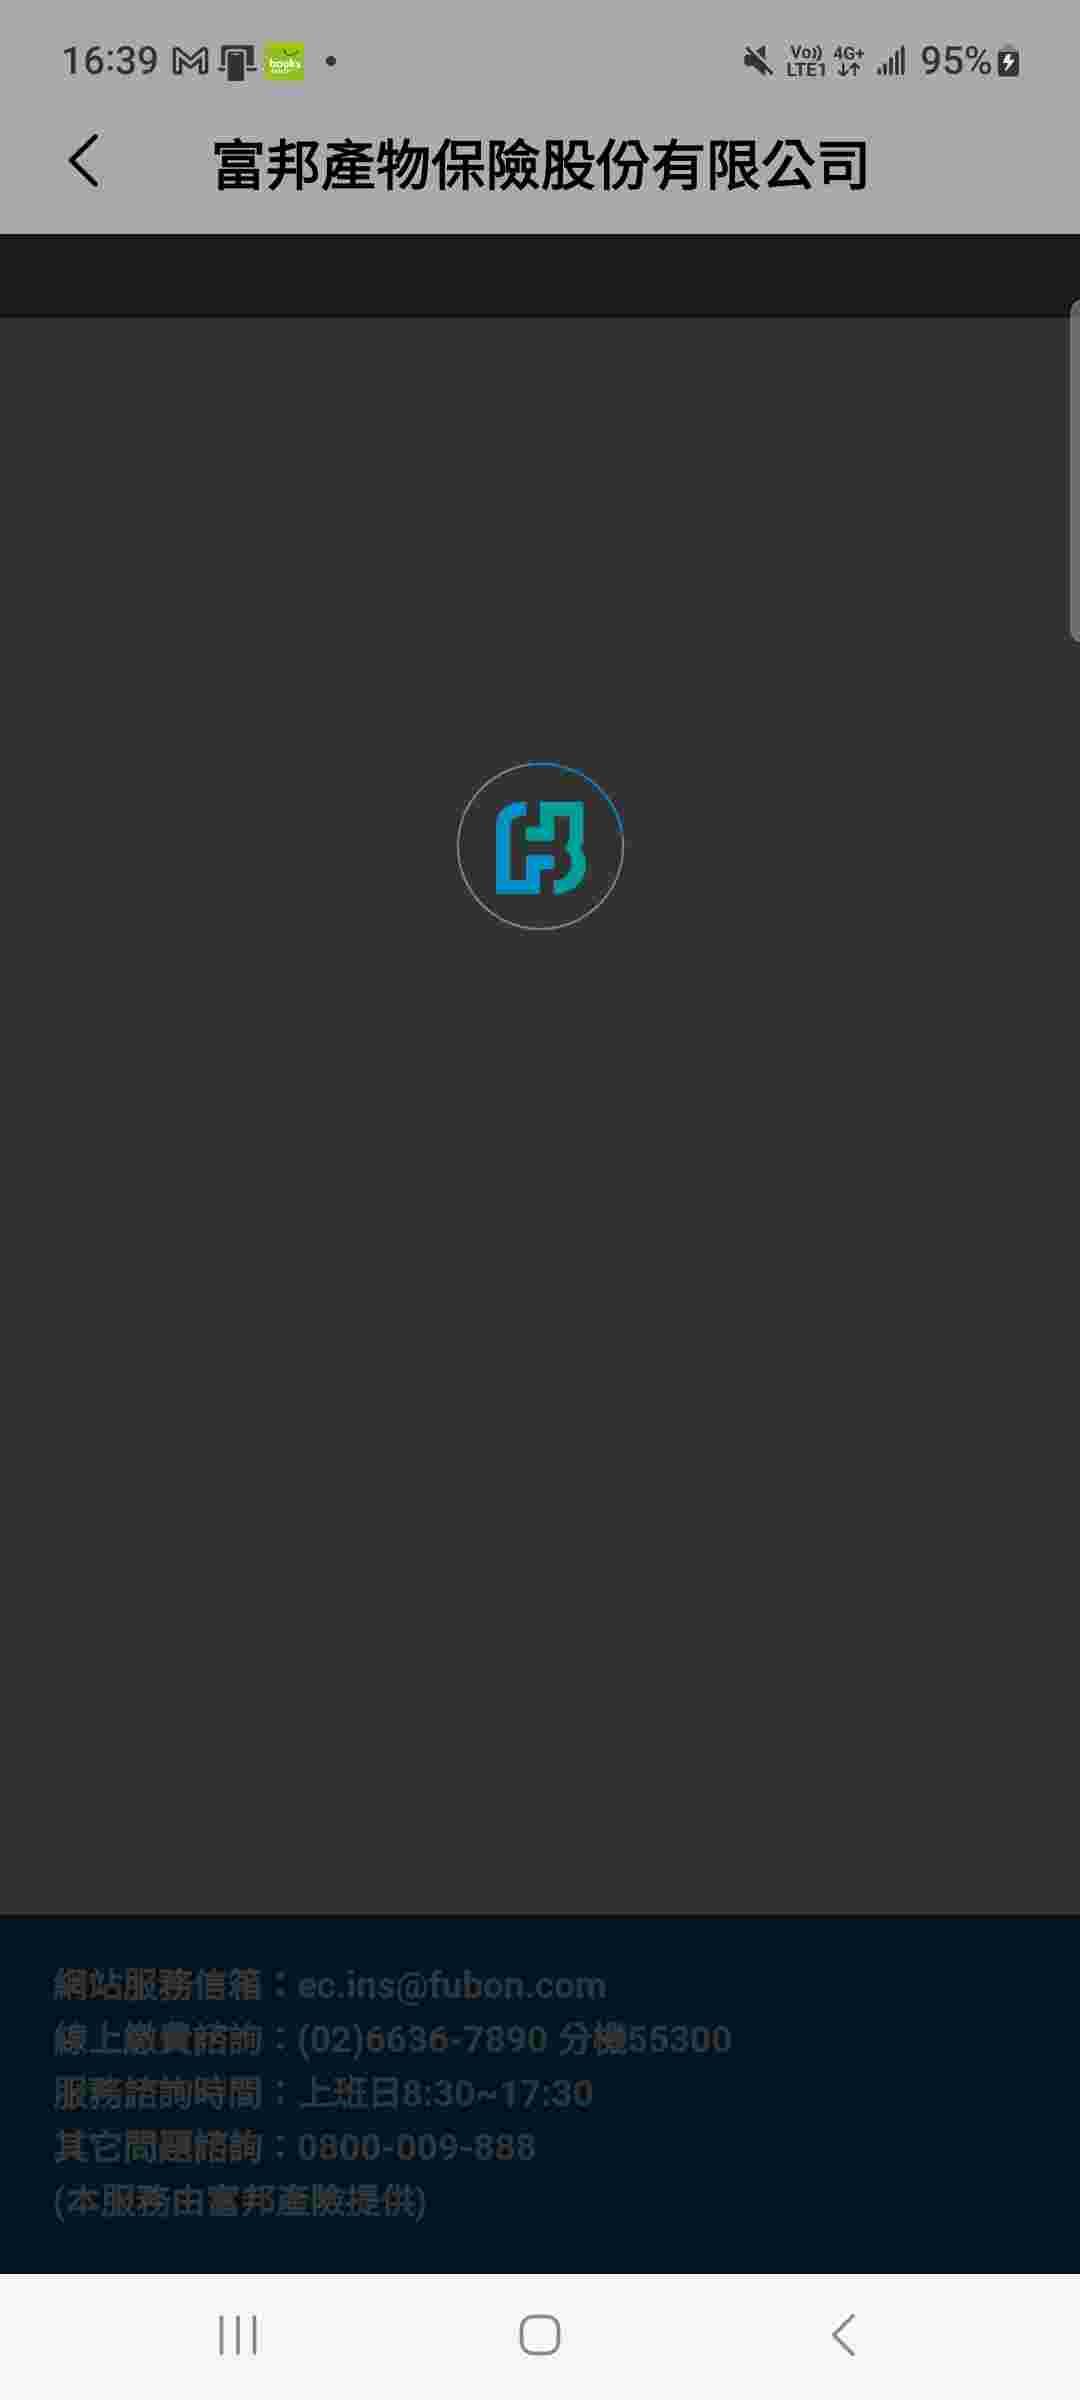 16:39 books Vo)) LTE1 4G+ 95%
富邦產物保險股份有限公司
網站服務信箱：ec.ins@fubon.com
線上繳費諮詢：(02)6636-7890 分機55300
服務諮詢時間：上班日8:30~17:30
其它問題諮詢：0800-009-888
(本服務由富邦產險提供)